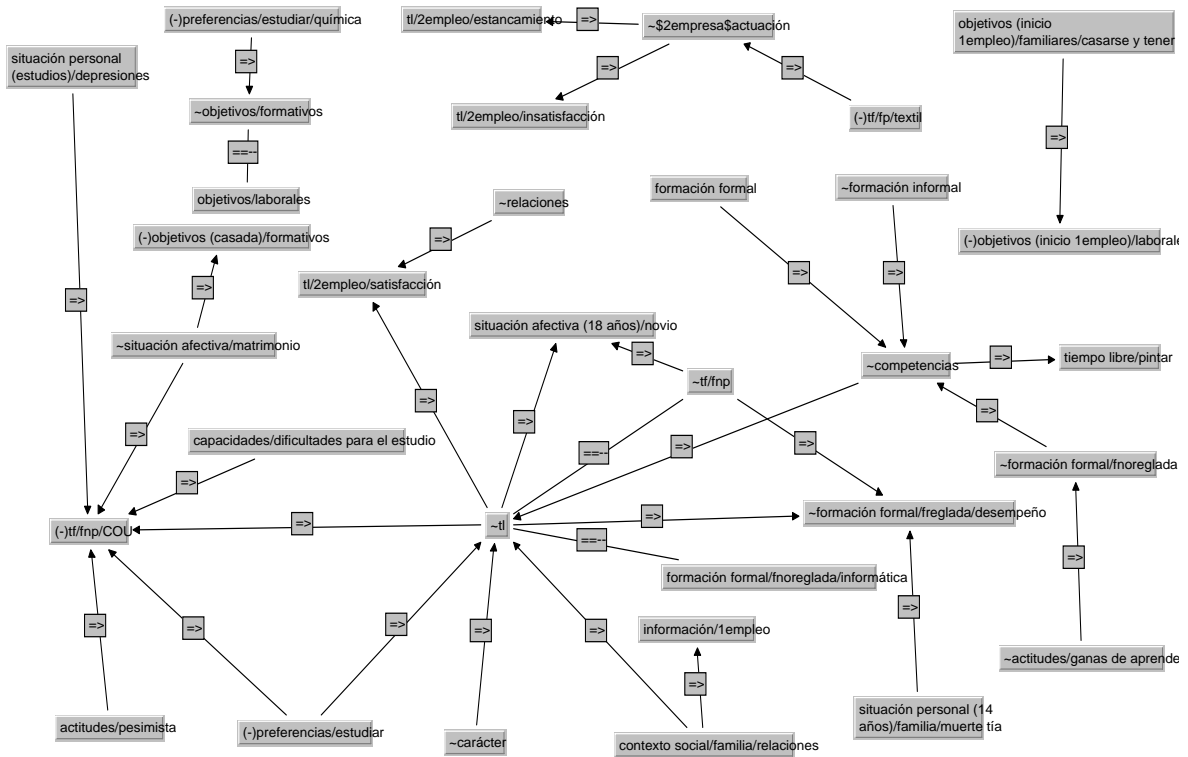 (-)preferencias/estudiar/química
tl/2empleo/estancamiento
=>
~$2empresa$actuación
objetivos (inicio
1empleo)/familiares/casarse y tener
situación personal
(estudios)/depresiones
=>
=>
=>
~objetivos/formativos
tl/2empleo/insatisfacción
(-)tf/fp/textil
=>
==--
objetivos/laborales
~relaciones
formación formal
~formación informal
(-)objetivos (casada)/formativos
=>
(-)objetivos (inicio 1empleo)/laborale
=>
=>
tl/2empleo/satisfacción
=>
=>
=>
situación afectiva (18 años)/novio
~situación afectiva/matrimonio
=>
~competencias
=>
tiempo libre/pintar
~tf/fnp
=>
=>
=>
=>
capacidades/dificultades para el estudio
==--
=>
=>
~formación formal/fnoreglada
=>
(-)tf/fnp/COU
=>
~tl
=>
~formación formal/freglada/desempeño
==--
=>
formación formal/fnoreglada/informática
=>
=>
=>
=>
=>
información/1empleo
=>
~actitudes/ganas de aprende
=>
actitudes/pesimista
(-)preferencias/estudiar
~carácter
contexto social/familia/relaciones
situación personal (14
años)/familia/muerte tía